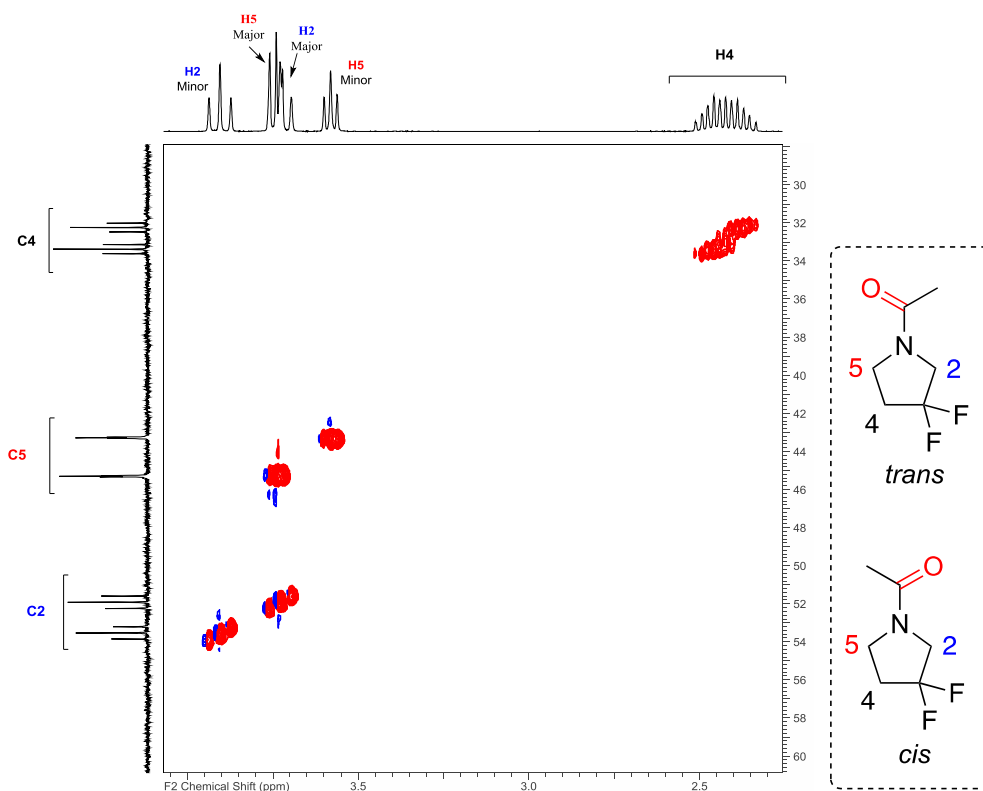 H5
Major
H2
Major
H2
Minor
H5
Minor
H4
C4
C5
C2
30
32
34
36
38
40
42
44
46
48
50
52
54
56
58
60
F2 Chemical Shift (ppm)
3.5
3.0
2.5
O
N
5
2
4
F
F
trans
O
N
5
2
4
F
F
cis